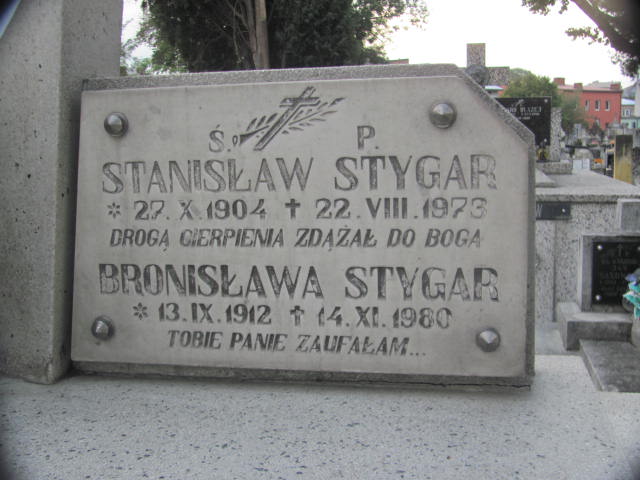 Ś. P.
STANISŁAW STYGAR
* 27.X.1904 ✝ 22.VIII.1973
DROGĄ CIERPIENIA ZDĄŻAŁ DO BOGA
BRONISŁAWA STYGAR
* 13.IX.1912 ✝ 14.XI.1980
TOBIE PANIE ZAUFAŁAM...